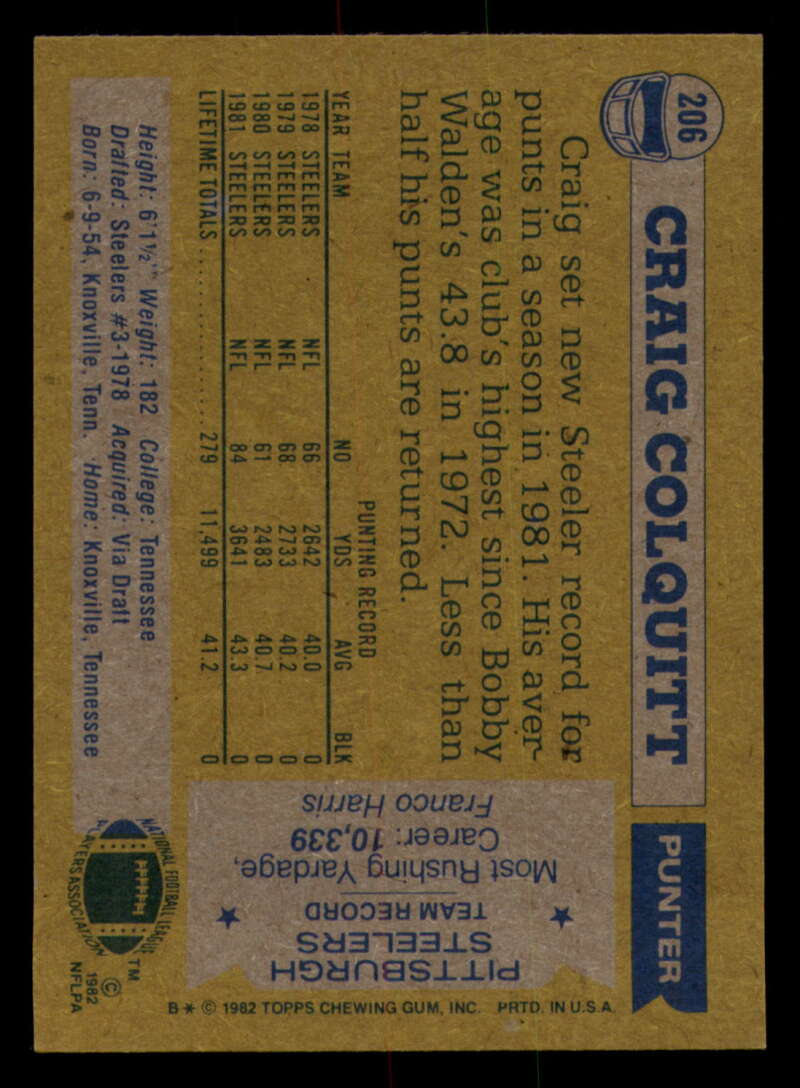 206
CRAIG COLQUITT
PUNTER
Craig set new Steeler record for
punts in a season in 1981. His aver-
age was club's highest since Bobby
Walden's 43.8 in 1972. Less than
half his punts are returned.
PUNTING RECORD
YEAR TEAM NO YDS AVG BLK
1978 STEELERS NFL 66 2642 40.0 0
1979 STEELERS NFL 68 2733 40.2 0
1980 STEELERS NFL 61 2483 40.7 0
1981 STEELERS NFL 84 3641 43.3 0
LIFETIME TOTALS 279 11,499 41.2 0
Height: 6'1½" Weight: 182 College: Tennessee
Drafted: Steelers #3-1978 Acquired: Via Draft
Born: 6-9-54, Knoxville, Tenn. Home: Knoxville, Tennessee
PITTSBURGH
STEELERS
TEAM RECORD
Most Rushing Yardage,
Career: 10,339
Franco Harris
NATIONAL FOOTBALL LEAGUE
PLAYERS ASSOCIATION
TM
© 1982
NFLPA
B * © 1982 TOPPS CHEWING GUM, INC. PRTD. IN U.S.A.